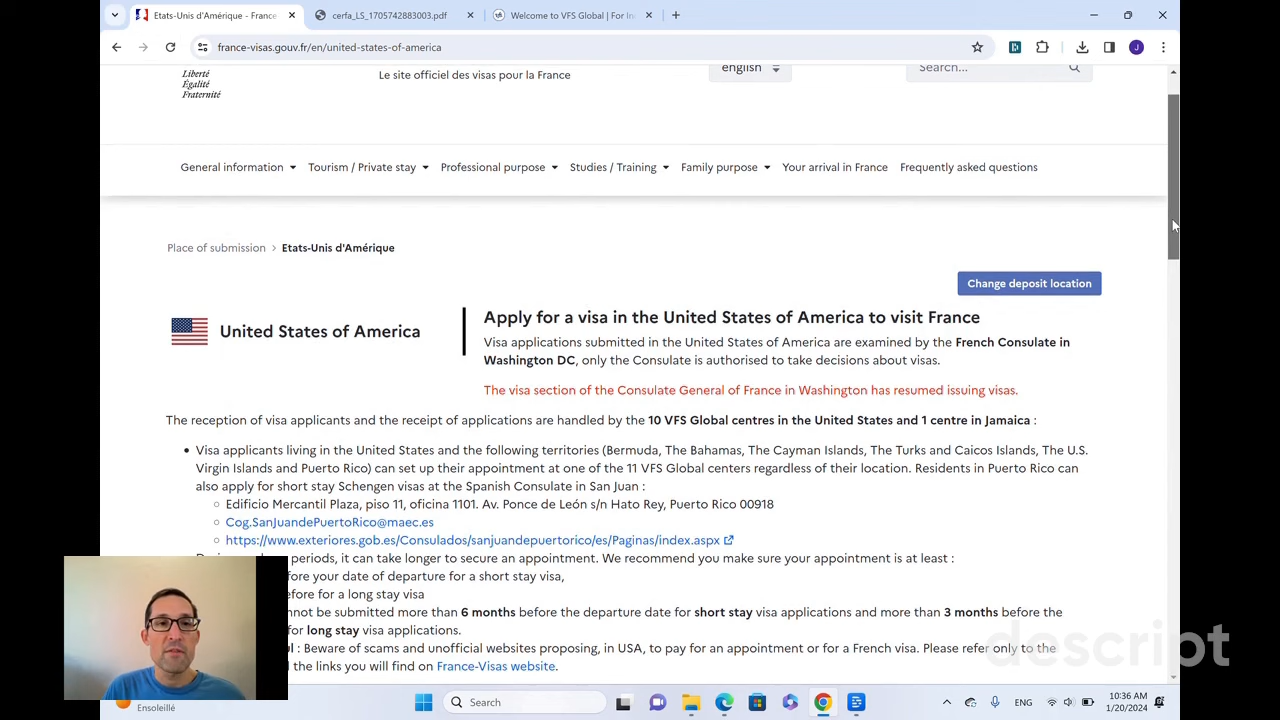 Etats-Unis d'Amérique - France
cerfa_LS_1705742883003.pdf
Welcome to VFS Global | For In
france-visas.gouv.fr/en/united-states-of-america
J
Liberté
Égalité
Fraternité
Le site officiel des visas pour la France
english
Search...
General information
Tourism / Private stay
Professional purpose
Studies / Training
Family purpose
Your arrival in France
Frequently asked questions
Place of submission > Etats-Unis d'Amérique
Change deposit location
United States of America
Apply for a visa in the United States of America to visit France
Visa applications submitted in the United States of America are examined by the French Consulate in
Washington DC, only the Consulate is authorised to take decisions about visas.
The visa section of the Consulate General of France in Washington has resumed issuing visas.
The reception of visa applicants and the receipt of applications are handled by the 10 VFS Global centres in the United States and 1 centre in Jamaica :
Visa applicants living in the United States and the following territories (Bermuda, The Bahamas, The Cayman Islands, The Turks and Caicos Islands, The U.S.
Virgin Islands and Puerto Rico) can set up their appointment at one of the 11 VFS Global centers regardless of their location. Residents in Puerto Rico can
also apply for short stay Schengen visas at the Spanish Consulate in San Juan :
Edificio Mercantil Plaza, piso 11, oficina 1101. Av. Ponce de León s/n Hato Rey, Puerto Rico 00918
Cog.SanJuandePuertoRico@maec.es
https://www.exteriores.gob.es/Consulados/sanjuandepuertorico/es/Paginas/index.aspx
periods, it can take longer to secure an appointment. We recommend you make sure your appointment is at least :
before your date of departure for a short stay visa,
before for a long stay visa
cannot be submitted more than 6 months before the departure date for short stay visa applications and more than 3 months before the
for long stay visa applications.
: Beware of scams and unofficial websites proposing, in USA, to pay for an appointment or for a French visa. Please refer only to the
the links you will find on France-Visas website.
descript
Ensoleillé
Search
ENG
10:36 AM
1/20/2024